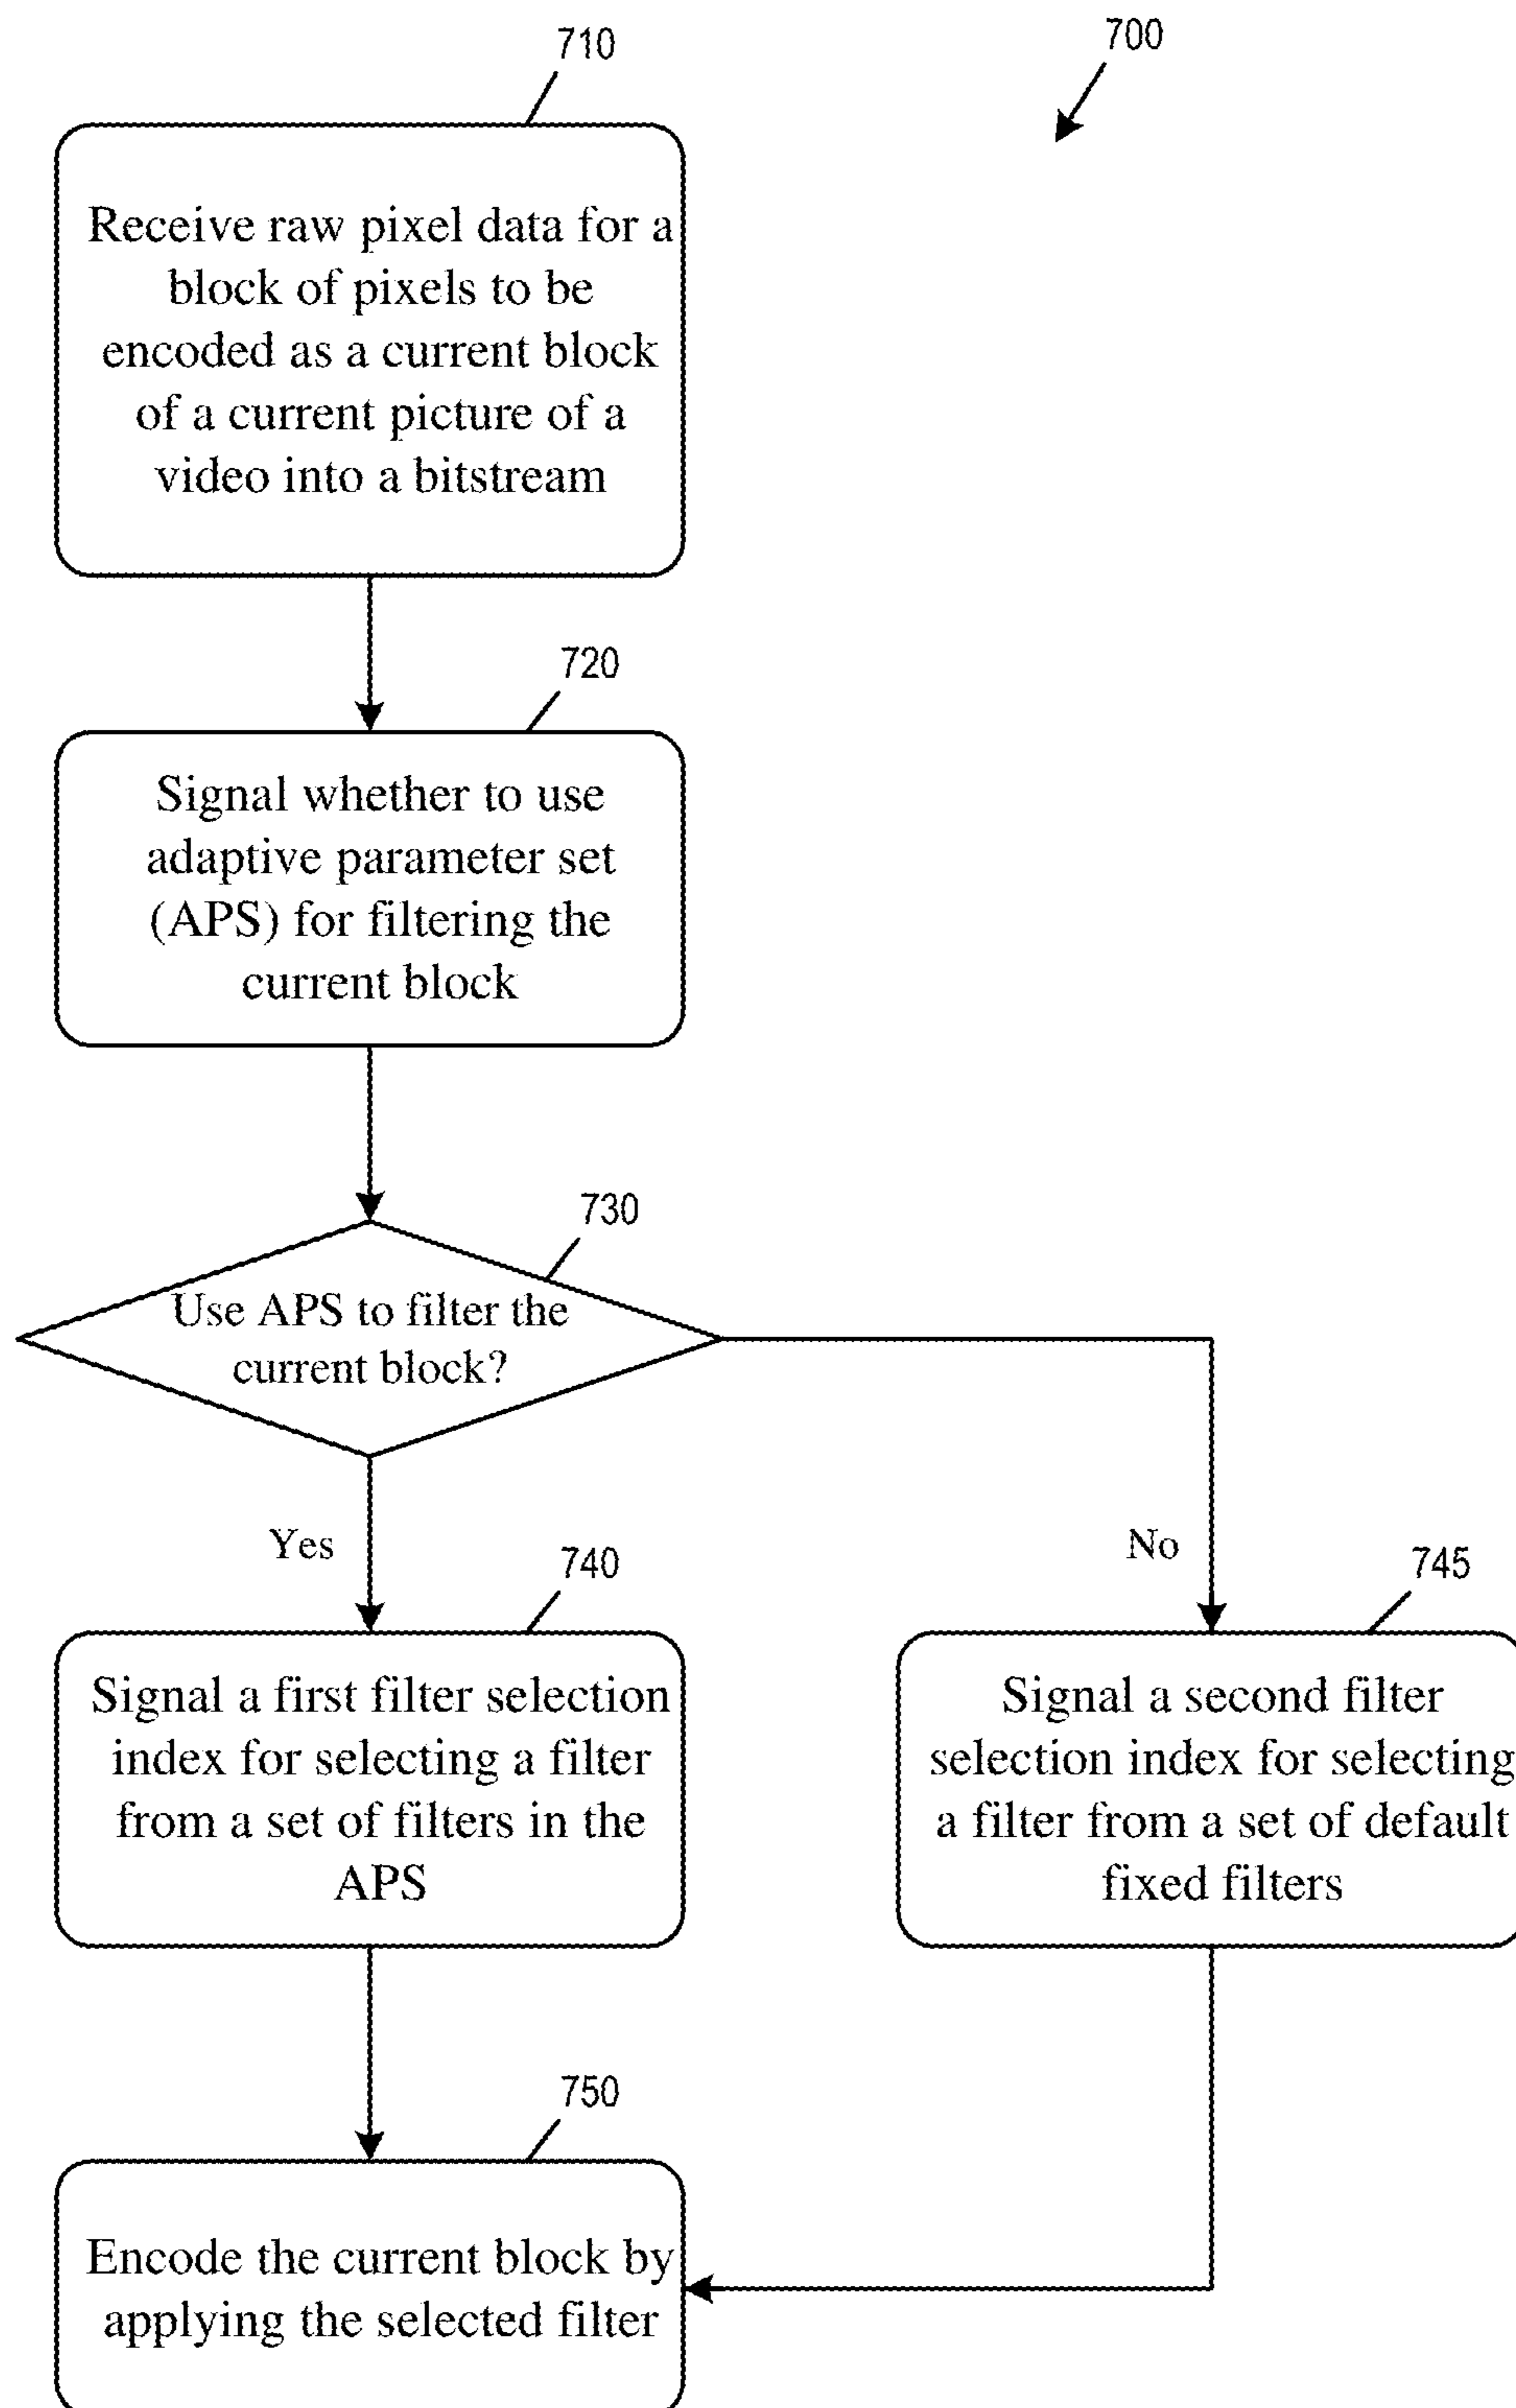 710
700
Receive raw pixel data for a
block of pixels to be
encoded as a current block
of a current picture of a
video into a bitstream
720
Signal whether to use
adaptive parameter set
(APS) for filtering the
current block
730
Use APS to filter the
current block?
Yes
No
740
745
Signal a first filter selection
index for selecting a filter
from a set of filters in the
APS
Signal a second filter
selection index for selecting
a filter from a set of default
fixed filters
750
Encode the current block by
applying the selected filter